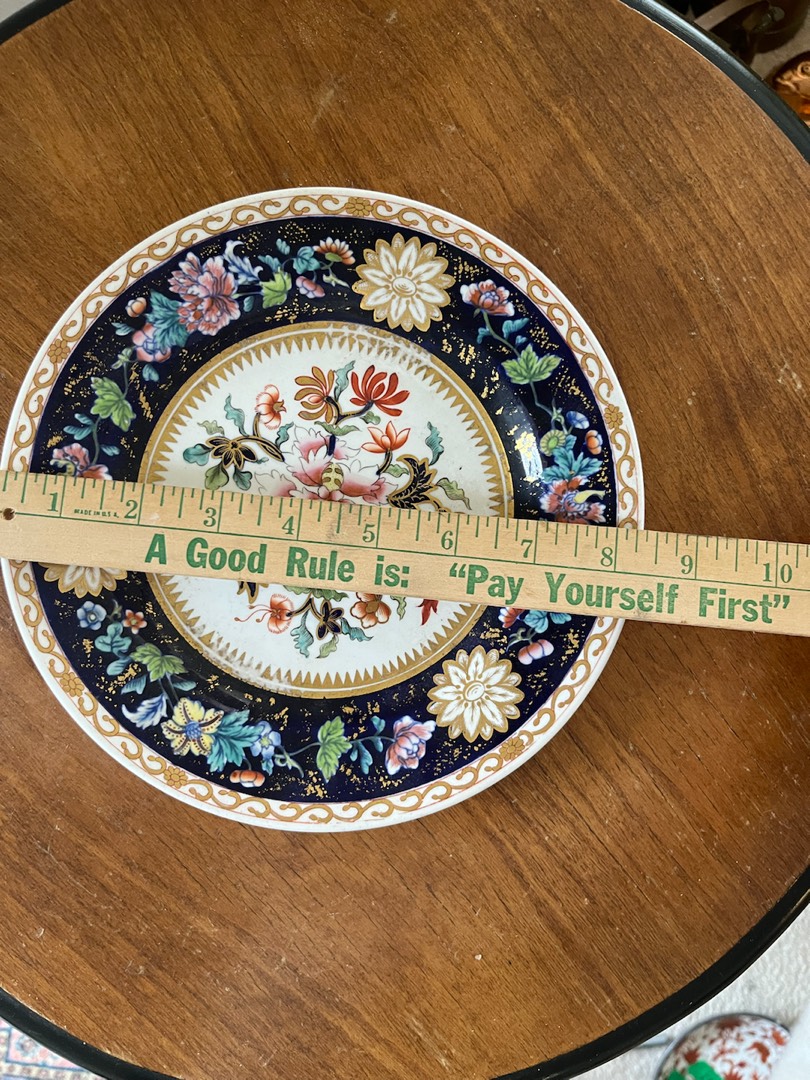 1 2 3 4 5 6 7 8 9 10
MADE IN U.S.A.
A Good Rule is: “Pay Yourself First”